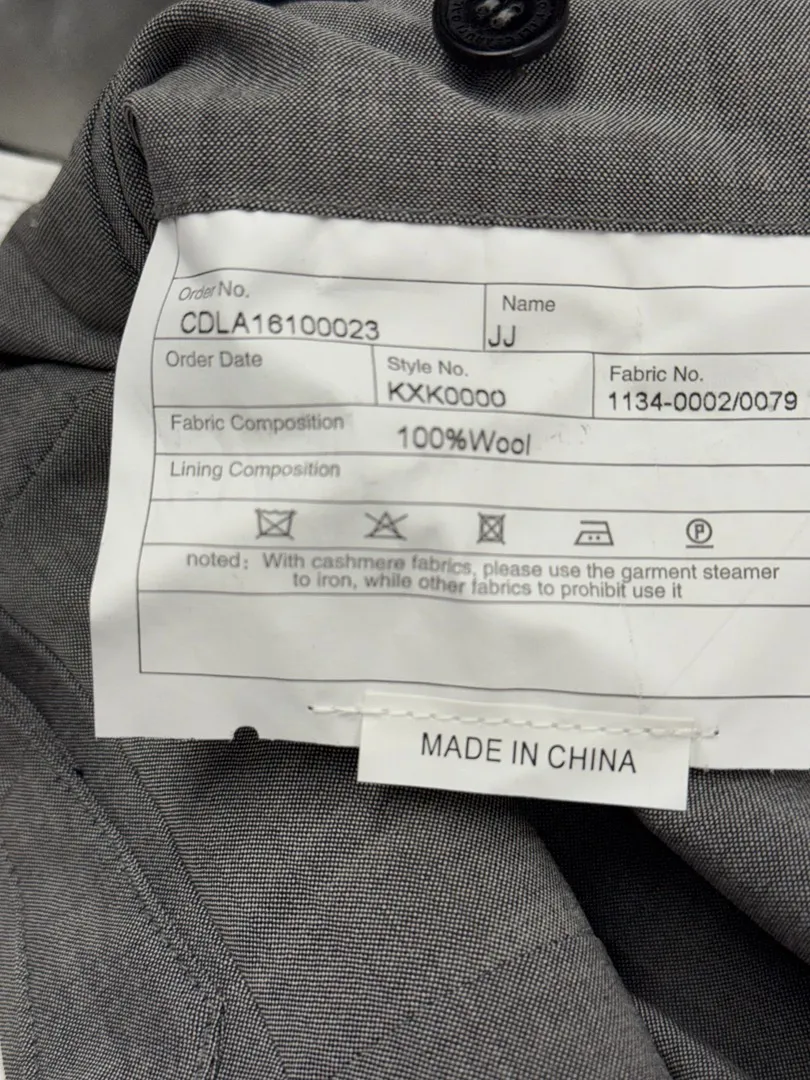 Order No.
CDLA16100023
Name
JJ
Order Date
Style No.
KXK0000
Fabric No.
1134-0002/0079
Fabric Composition
100%Wool
Lining Composition
P
noted: With cashmere fabrics, please use the garment steamer
to iron, while other fabrics to prohibit use it
MADE IN CHINA